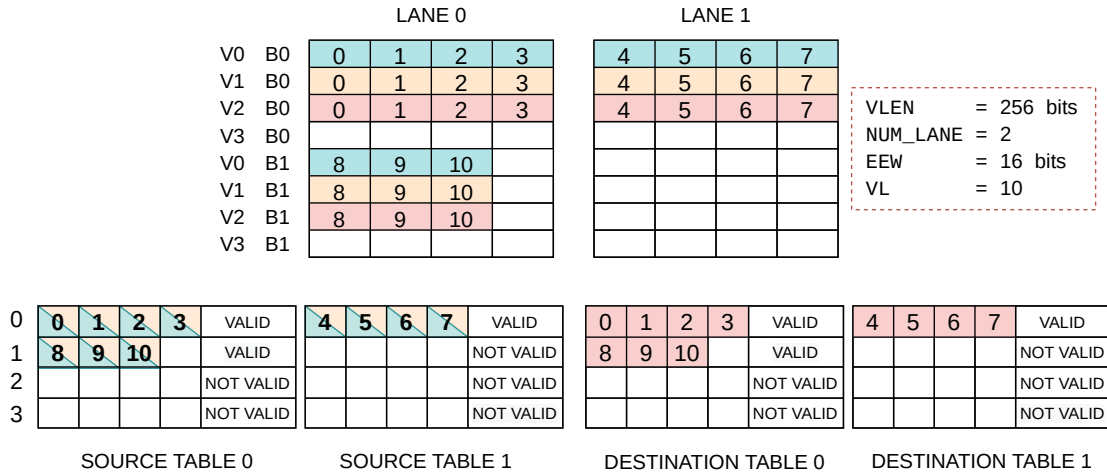 LANE 0 LANE 1
V0 B0 0 1 2 3 4 5 6 7
V1 B0 0 1 2 3 4 5 6 7
V2 B0 0 1 2 3 4 5 6 7
V3 B0
V0 B1 8 9 10
V1 B1 8 9 10
V2 B1 8 9 10
V3 B1
VLEN = 256 bits
NUM_LANE = 2
EEW = 16 bits
VL = 10
0 0 1 2 3 VALID 4 5 6 7 VALID 0 1 2 3 VALID 4 5 6 7 VALID
1 8 9 10 VALID NOT VALID 8 9 10 VALID NOT VALID
2 NOT VALID NOT VALID NOT VALID NOT VALID
3 NOT VALID NOT VALID NOT VALID NOT VALID
SOURCE TABLE 0 SOURCE TABLE 1 DESTINATION TABLE 0 DESTINATION TABLE 1